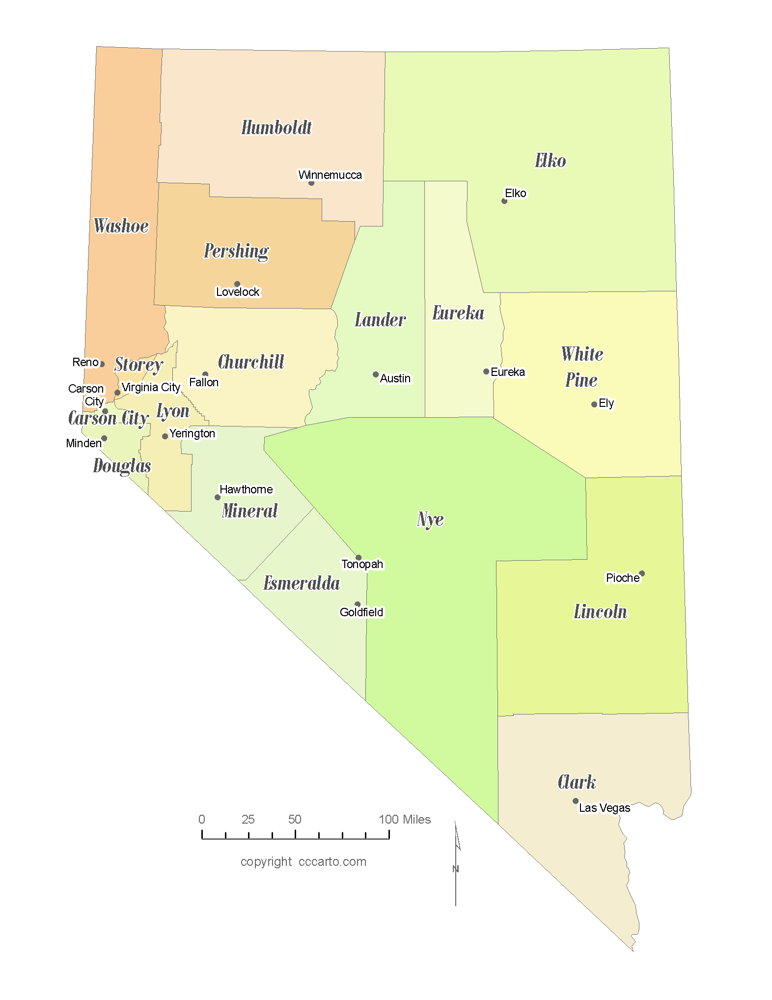 Humboldt
Elko
Winnemucca
Elko
Washoe
Pershing
Lovelock
Lander
Eureka
White
Pine
Reno
Storey
Churchill
Fallon
Austin
Eureka
Carson
City
Virginia City
Ely
Carson City
Lyon
Yerington
Minden
Douglas
Hawthorne
Mineral
Nye
Tonopah
Pioche
Esmeralda
Goldfield
Lincoln
Clark
Las Vegas
0 25 50 100 Miles
copyright cccarto.com
N